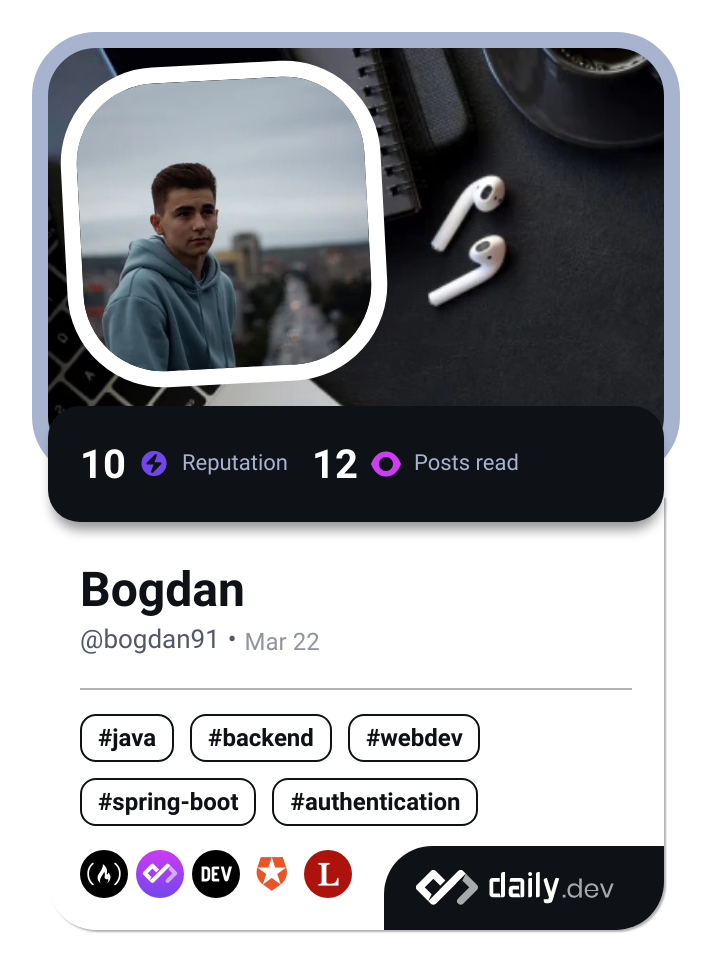 10 Reputation 12 Posts read
Bogdan
@bogdan91 • Mar 22
#java #backend #webdev
#spring-boot #authentication
DEV L daily.dev